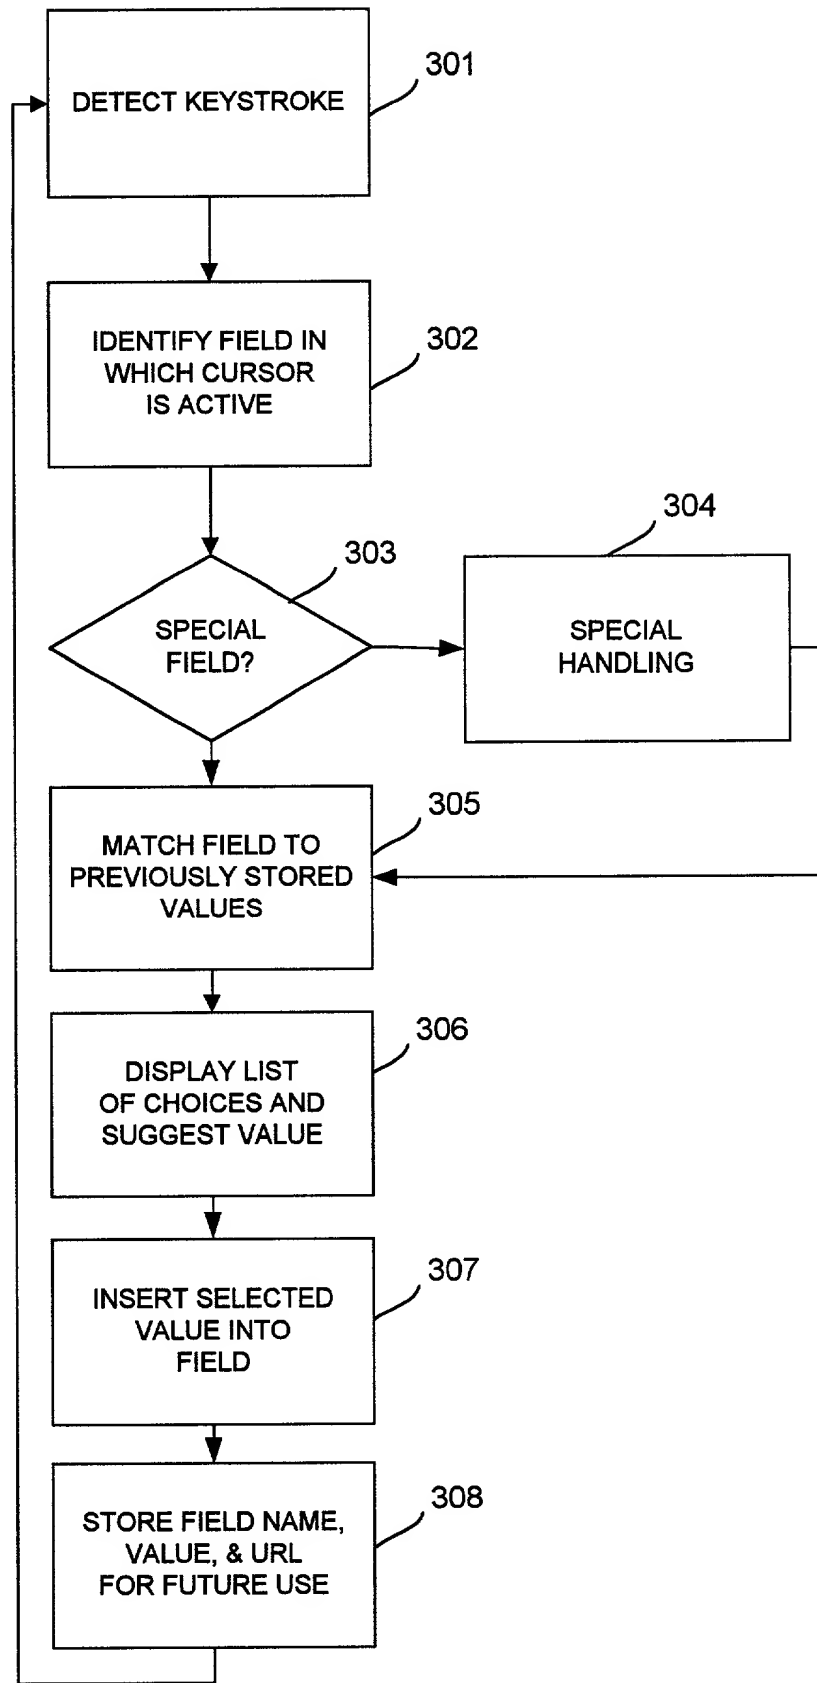 301
DETECT KEYSTROKE
302
IDENTIFY FIELD IN
WHICH CURSOR
IS ACTIVE
303
SPECIAL
FIELD?
304
SPECIAL
HANDLING
305
MATCH FIELD TO
PREVIOUSLY STORED
VALUES
306
DISPLAY LIST
OF CHOICES AND
SUGGEST VALUE
307
INSERT SELECTED
VALUE INTO
FIELD
308
STORE FIELD NAME,
VALUE, & URL
FOR FUTURE USE